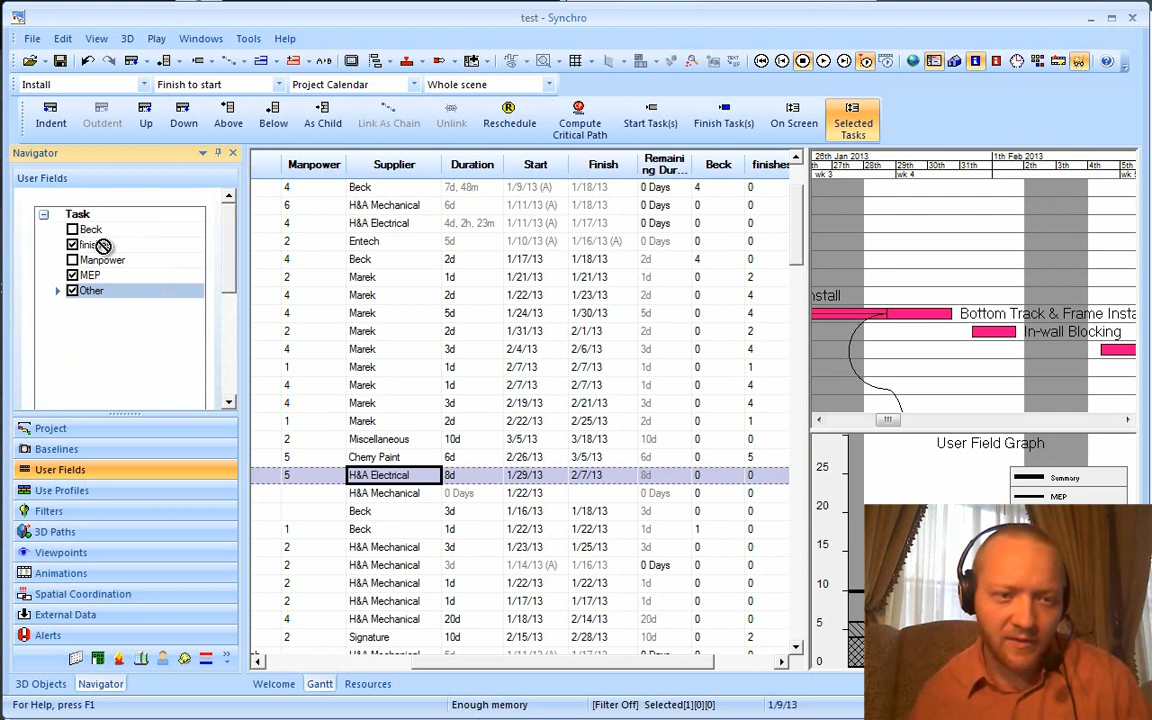 test - Synchro
File Edit View 3D Play Windows Tools Help
Install Finish to start Project Calendar Whole scene
Indent Outdent Up Down Above Below As Child Link As Chain Unlink Reschedule Compute Critical Path Start Task(s) Finish Task(s) On Screen Selected Tasks
Navigator
User Fields
Task
Beck
Manpower
MEP
Other
Project
Baselines
User Fields
Use Profiles
Filters
3D Paths
Viewpoints
Animations
Spatial Coordination
External Data
Alerts
3D Objects Navigator
Manpower Supplier Duration Start Finish Remaini ng Dur... Beck finishes
4 Beck 7d, 48m 1/9/13 (A) 1/18/13 0 Days 4 0
6 H&A Mechanical 6d 1/11/13 (A) 1/18/13 0 Days 0 0
4 H&A Electrical 4d, 2h, 23m 1/11/13 (A) 1/17/13 0 Days 0 0
2 Entech 5d 1/10/13 (A) 1/16/13 (A) 0 Days 0 0
2 Beck 2d 1/17/13 1/18/13 2d 4 0
2 Marek 1d 1/21/13 1/21/13 1d 0 2
4 Marek 2d 1/22/13 1/23/13 2d 0 4
4 Marek 5d 1/24/13 1/30/13 5d 0 4
2 Marek 2d 1/31/13 2/1/13 2d 0 2
4 Marek 3d 2/4/13 2/6/13 3d 0 4
1 Marek 1d 2/7/13 2/7/13 1d 0 1
4 Marek 1d 2/7/13 2/7/13 1d 0 4
4 Marek 3d 2/19/13 2/21/13 3d 0 4
1 Marek 2d 2/22/13 2/25/13 2d 0 1
2 Miscellaneous 10d 3/5/13 3/18/13 10d 0 0
5 Cherry Paint 6d 2/26/13 3/5/13 6d 0 5
5 H&A Electrical 8d 1/29/13 2/7/13 8d 0 0
H&A Mechanical 0 Days 1/22/13 0 Days 0 0
Beck 3d 1/16/13 1/18/13 3d 0 0
1 Beck 1d 1/22/13 1/22/13 1d 1 0
2 H&A Mechanical 3d 1/23/13 1/25/13 3d 0 0
2 H&A Mechanical 3d 1/14/13 (A) 1/16/13 0 Days 0 0
2 H&A Mechanical 1d 1/22/13 1/22/13 1d 0 0
2 H&A Mechanical 1d 1/17/13 1/17/13 1d 0 0
4 H&A Mechanical 20d 1/18/13 2/14/13 20d 0 0
2 Signature 10d 2/15/13 2/28/13 10d 0 2
Welcome Gantt Resources
26th Jan 2013 1th Feb 2013
27th 28th 29th 30th 31th 2th 3th 4th 5th
wk 3 wk 4
nstall
Bottom Track & Frame Insta
In-wall Blocking
User Field Graph
25
20
15
10
5
0
Summary
MEP
For Help, press F1 Enough memory [Filter Off] Selected[1][0][0] 1/9/13